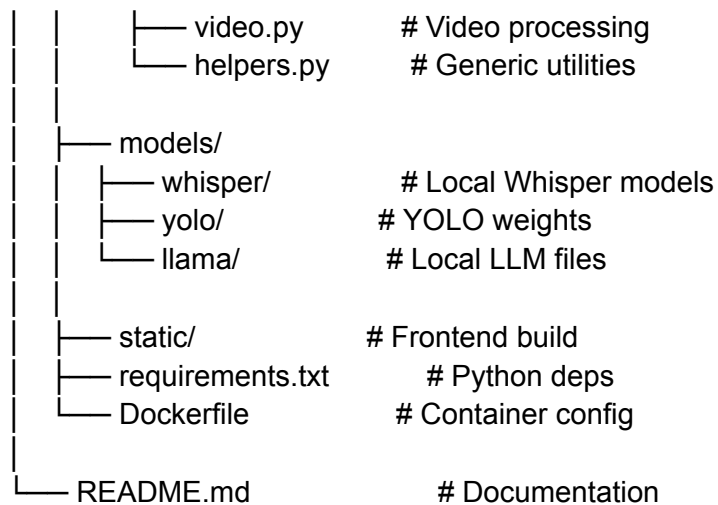 │   │       ├── video.py # Video processing
│   │       └── helpers.py # Generic utilities
│   │
│   ├── models/
│   │   ├── whisper/ # Local Whisper models
│   │   ├── yolo/ # YOLO weights
│   │   └── llama/ # Local LLM files
│   │
│   ├── static/ # Frontend build
│   ├── requirements.txt # Python deps
│   └── Dockerfile # Container config
│
└── README.md # Documentation